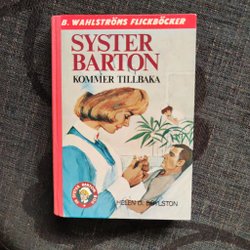 B. WAHLSTRÖMS FLICKBÖCKER
SYSTER
BARTON
KOMMER TILLBAKA
HELEN D. BOYLSTON